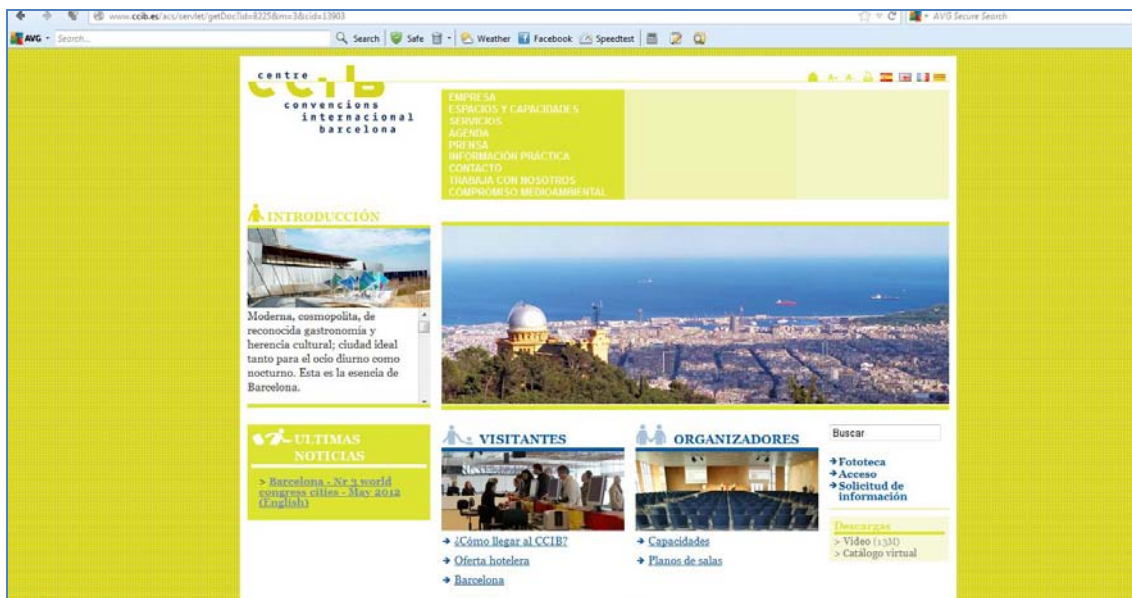 www.ccib.es/acs/servlet/getDoc?id=8225&m=3&cid=13903
AVG Secure Search
AVG Search... Search Safe Weather Facebook Speedtest
centre
CCIB
convencions
internacional
barcelona
A+ A-
EMPRESA
ESPACIOS Y CAPACIDADES
SERVICIOS
AGENDA
PRENSA
INFORMACIÓN PRÁCTICA
CONTACTO
TRABAJA CON NOSOTROS
COMPROMISO MEDIOAMBIENTAL
INTRODUCCIÓN
Moderna, cosmopolita, de
reconocida gastronomía y
herencia cultural; ciudad ideal
tanto para el ocio diurno como
nocturno. Esta es la esencia de
Barcelona.
ULTIMAS
NOTICIAS
> Barcelona - Nr 3 world
congress cities - May 2012
(English)
VISITANTES
¿Cómo llegar al CCIB?
Oferta hotelera
Barcelona
ORGANIZADORES
Capacidades
Planos de salas
Buscar
Fototeca
Acceso
Solicitud de
información
Descargas
> Video (13M)
> Catálogo virtual